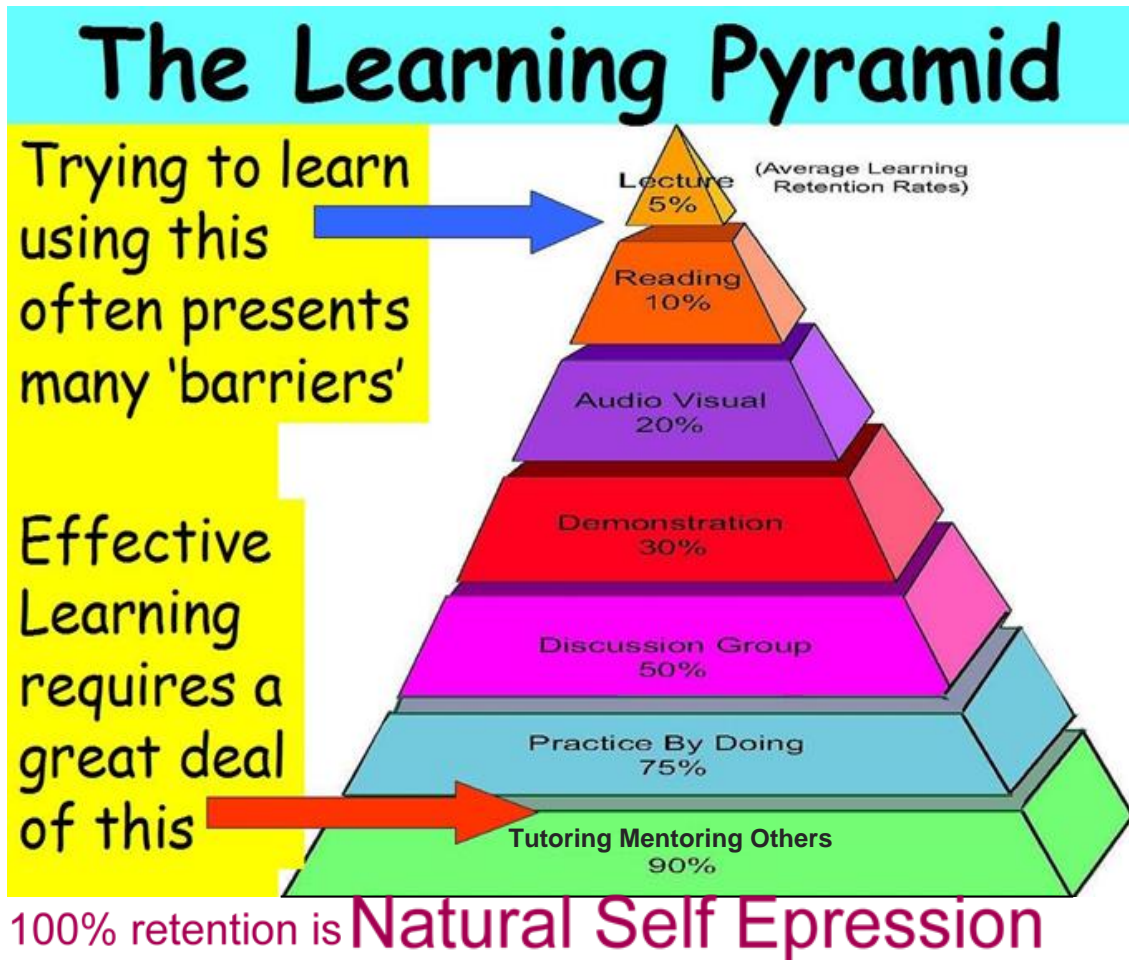 The Learning Pyramid
Trying to learn
using this
often presents
many ‘barriers’
Lecture
5%
(Average Learning
Retention Rates)
Reading
10%
Audio Visual
20%
Demonstration
30%
Discussion Group
50%
Practice By Doing
75%
Effective
Learning
requires a
great deal
of this
Tutoring Mentoring Others
90%
100% retention is Natural Self Epression